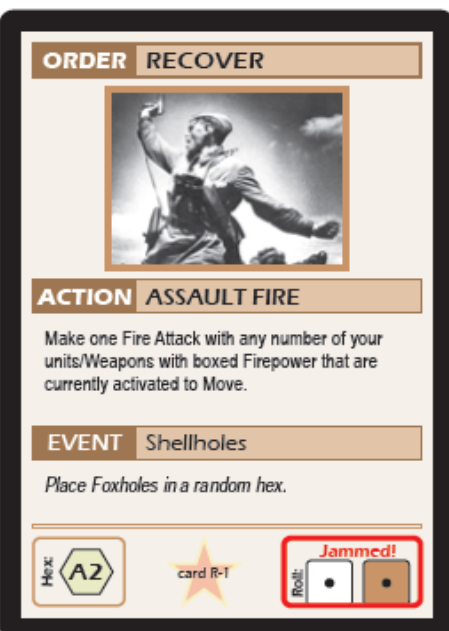 ORDER RECOVER
ACTION ASSAULT FIRE
Make one Fire Attack with any number of your
units/Weapons with boxed Firepower that are
currently activated to Move.
EVENT Shellholes
Place Foxholes in a random hex.
Hex: A2
card R-1
Jammed!
Roll: